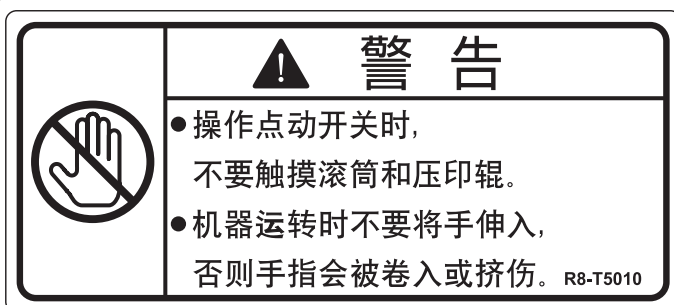 警告
●操作点动开关时,
不要触摸滚筒和压印辊。
●机器运转时不要将手伸入,
否则手指会被卷入或挤伤。 R8-T5010